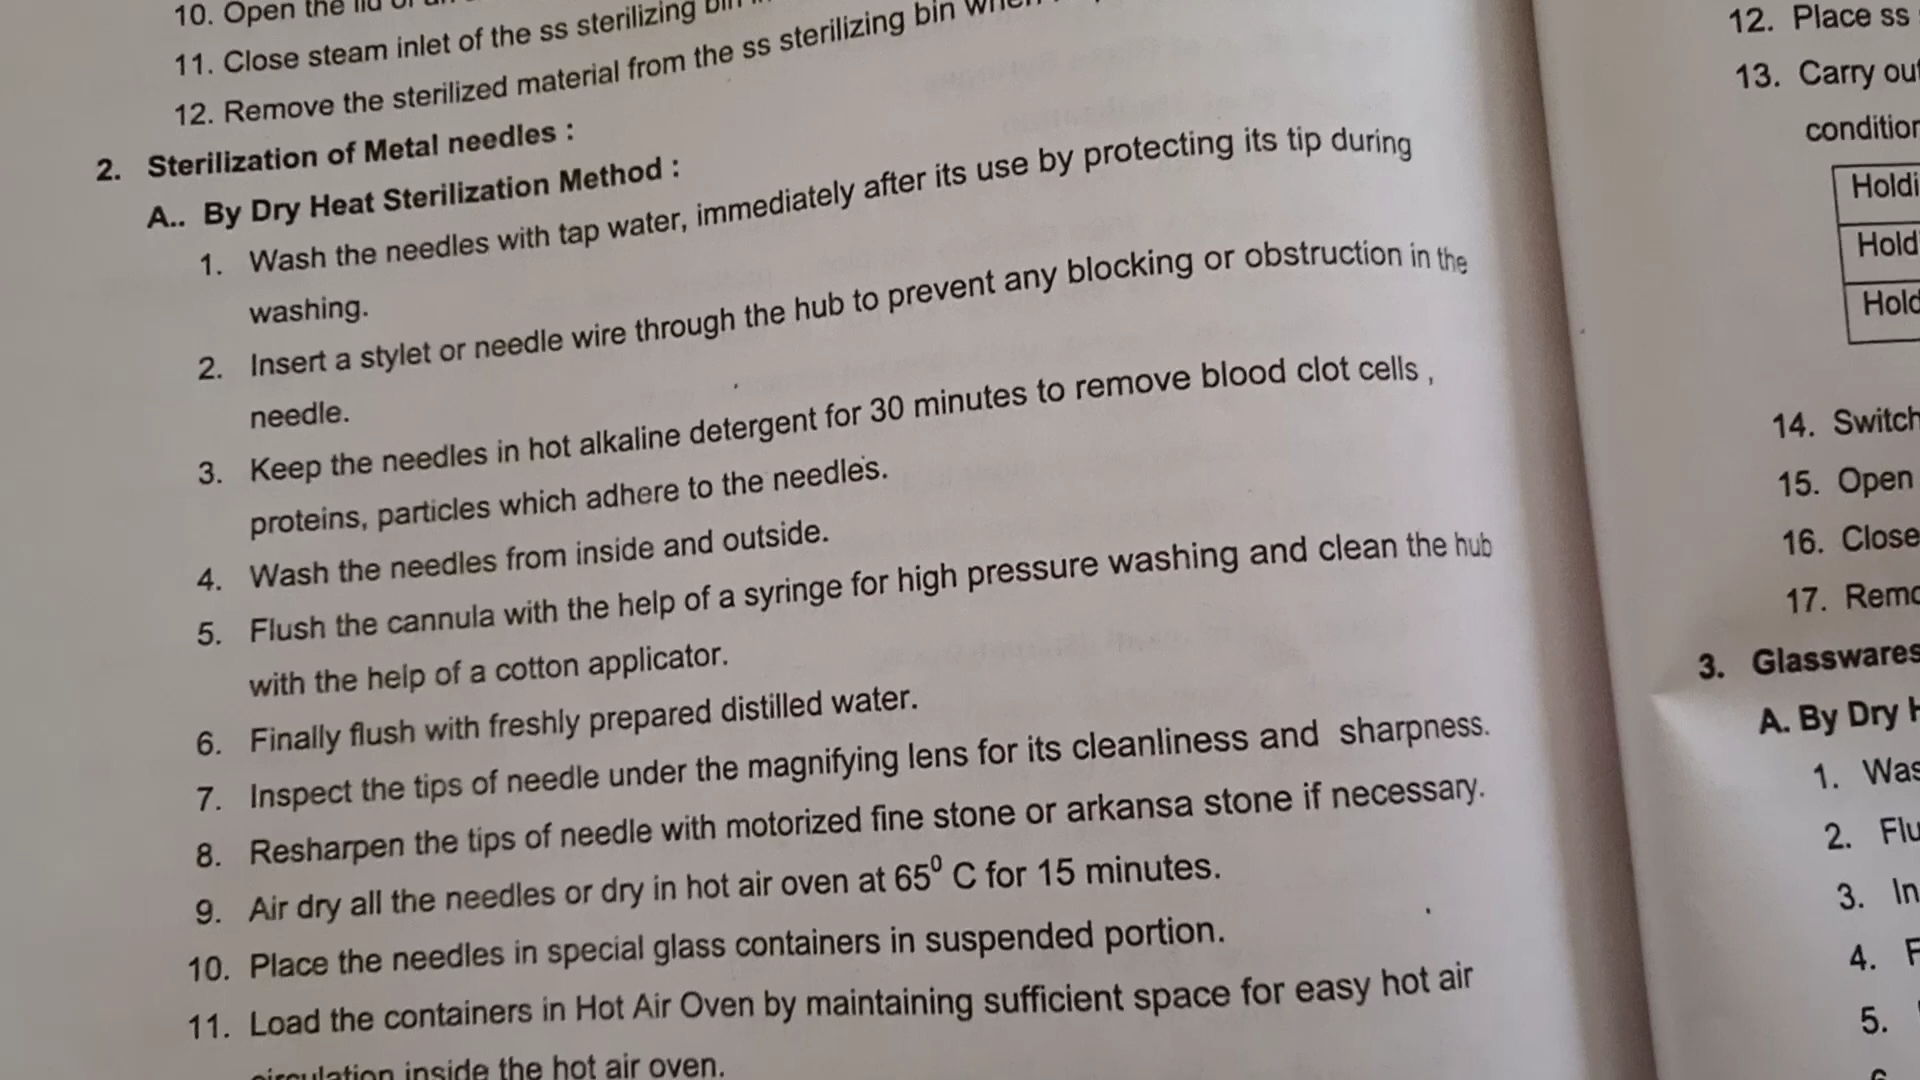 10. Open the lid of
11. Close steam inlet of the ss sterilizing bin
12. Remove the sterilized material from the ss sterilizing bin when
2. Sterilization of Metal needles :
A.. By Dry Heat Sterilization Method :
1. Wash the needles with tap water, immediately after its use by protecting its tip during
washing.
2. Insert a stylet or needle wire through the hub to prevent any blocking or obstruction in the
needle.
3. Keep the needles in hot alkaline detergent for 30 minutes to remove blood clot cells ,
proteins, particles which adhere to the needles.
4. Wash the needles from inside and outside.
5. Flush the cannula with the help of a syringe for high pressure washing and clean the hub
with the help of a cotton applicator.
6. Finally flush with freshly prepared distilled water.
7. Inspect the tips of needle under the magnifying lens for its cleanliness and sharpness.
8. Resharpen the tips of needle with motorized fine stone or arkansa stone if necessary.
9. Air dry all the needles or dry in hot air oven at 65⁰ C for 15 minutes.
10. Place the needles in special glass containers in suspended portion.
11. Load the containers in Hot Air Oven by maintaining sufficient space for easy hot air
circulation inside the hot air oven.
12. Place ss
13. Carry out
condition
Holdi
Hold
Hold
14. Switch
15. Open
16. Close
17. Remo
3. Glasswares
A. By Dry H
1. Was
2. Flu
3. In
4. F
5.